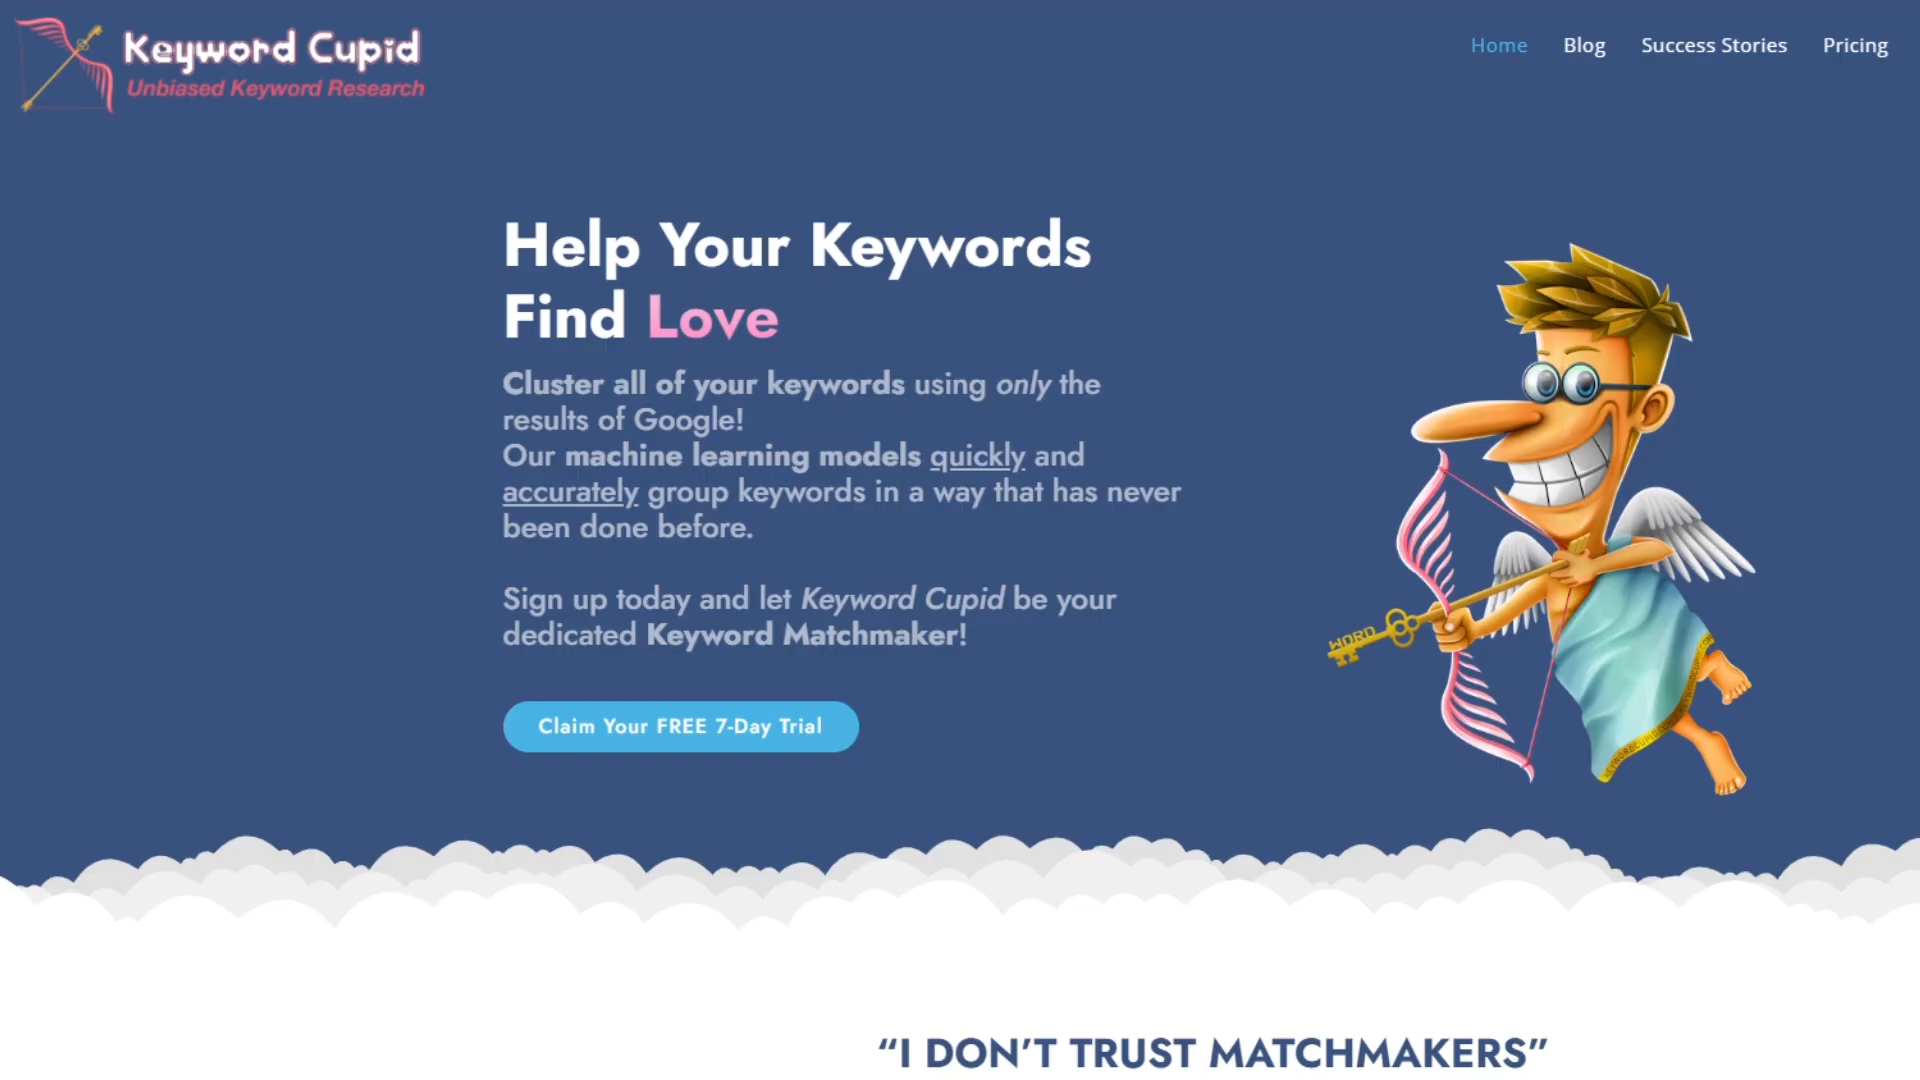 Keyword Cupid
Unbiased Keyword Research
Home Blog Success Stories Pricing
Help Your Keywords
Find Love
Cluster all of your keywords using only the
results of Google!
Our machine learning models quickly and
accurately group keywords in a way that has never
been done before.
Sign up today and let Keyword Cupid be your
dedicated Keyword Matchmaker!
Claim Your FREE 7-Day Trial
WORD
KEYWORDCUPID.COM
“I DON’T TRUST MATCHMAKERS”